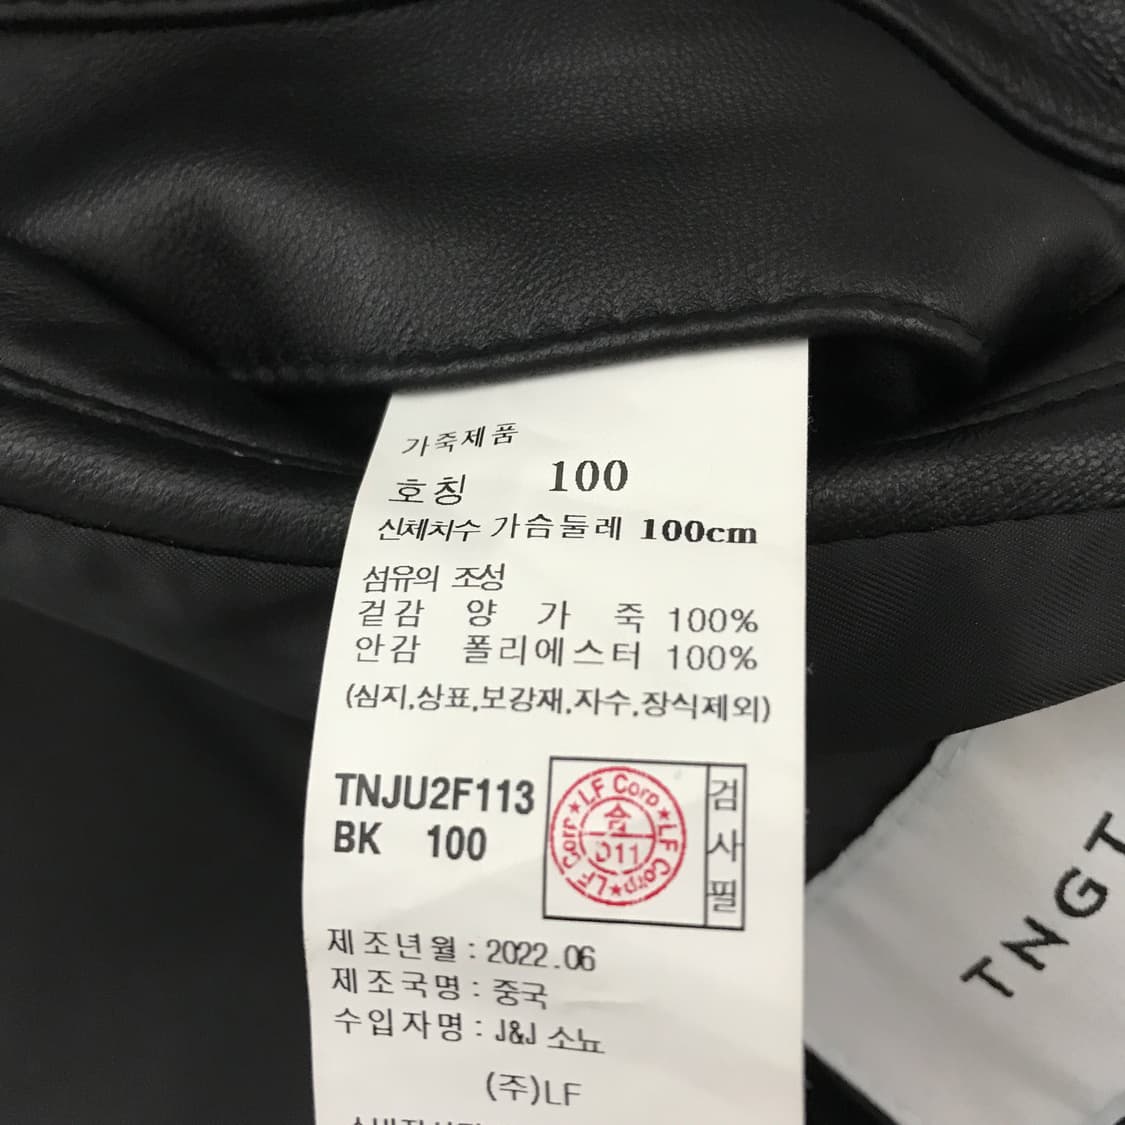 가죽제품
호칭 100
신체치수 가슴둘레 100cm
섬유의 조성
겉감 양 가 죽 100%
안감 폴리에스터 100%
(심지,상표,보강재,자수,장식제외)
TNJU2F113
BK 100
LF Corp★LF Corp★LF Corp★
合
011
검사필
제조년월 : 2022.06
제조국명 : 중국
수입자명 : J&J 소뇨
(주)LF
TNGT